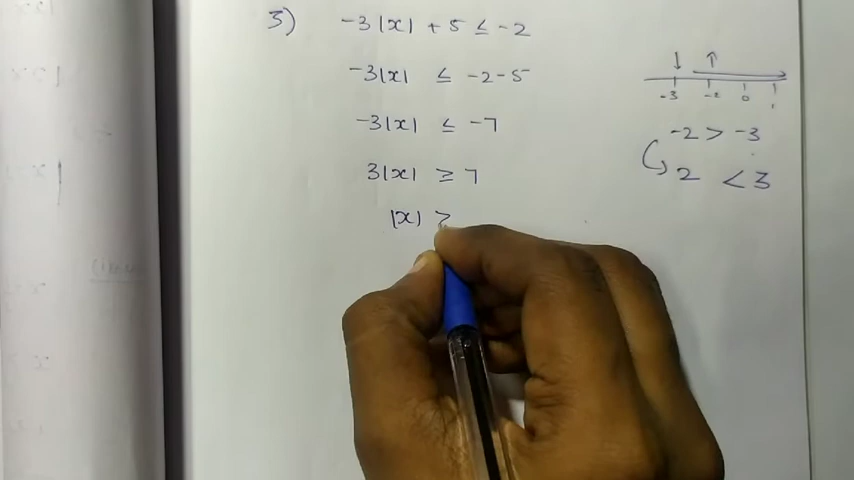 3) -3|x| + 5 ≤ -2
-3|x| ≤ -2-5
-3|x| ≤ -7
3|x| ≥ 7
|x| ≥
↓ ↑
-3 -2 0 1
-2 > -3
2 < 3